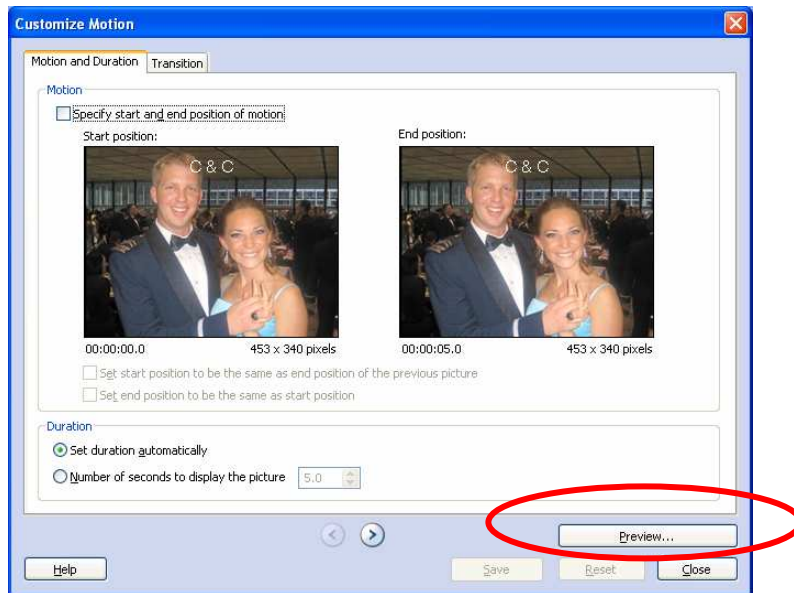 Customize Motion
Motion and Duration Transition
Motion
Specify start and end position of motion
Start position: End position:
C & C C & C
00:00:00.0 453 x 340 pixels 00:00:05.0 453 x 340 pixels
Set start position to be the same as end position of the previous picture
Set end position to be the same as start position
Duration
Set duration automatically
Number of seconds to display the picture 5.0
Preview...
Help Save Reset Close